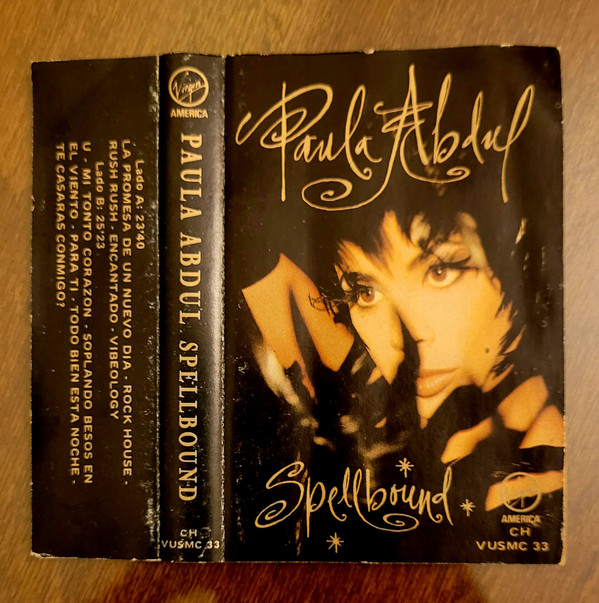 Lado A: 23'40
LA PROMESA DE UN NUEVO DIA · ROCK HOUSE ·
RUSH RUSH · ENCANTADO · VIBEOLOGY
Lado B: 25'23
U · MI TONTO CORAZON · SOPLANDO BESOS EN
EL VIENTO · PARA TI · TODO BIEN ESTA NOCHE ·
TE CASARAS CONMIGO?
Virgin
AMERICA
PAULA ABDUL SPELLBOUND
CH
VUSMC 33
Paula Abdul
Spellbound
Virgin
AMERICA
CH
VUSMC 33